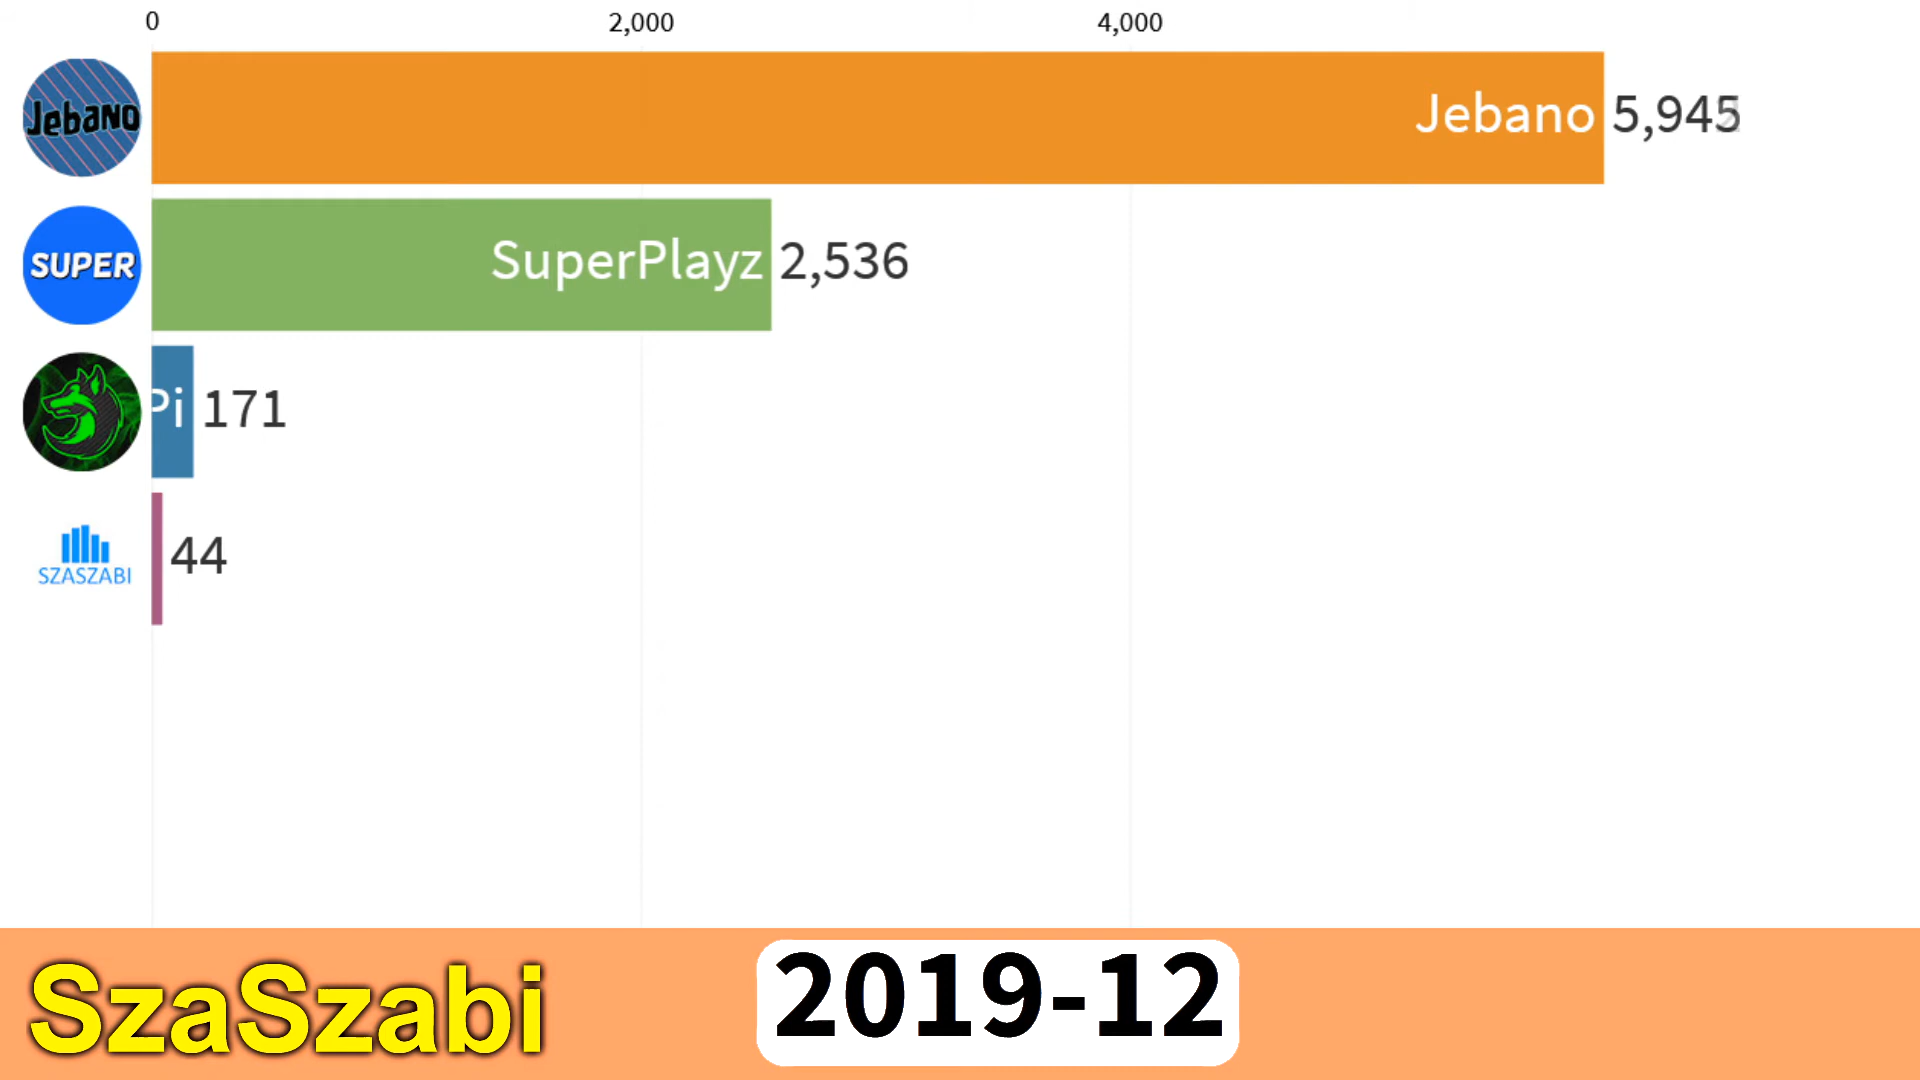 0 2,000 4,000
Jebano Jebano 5,945
SUPER SuperPlayz 2,536
Pi 171
44
SZASZABI
SzaSzabi 2019-12